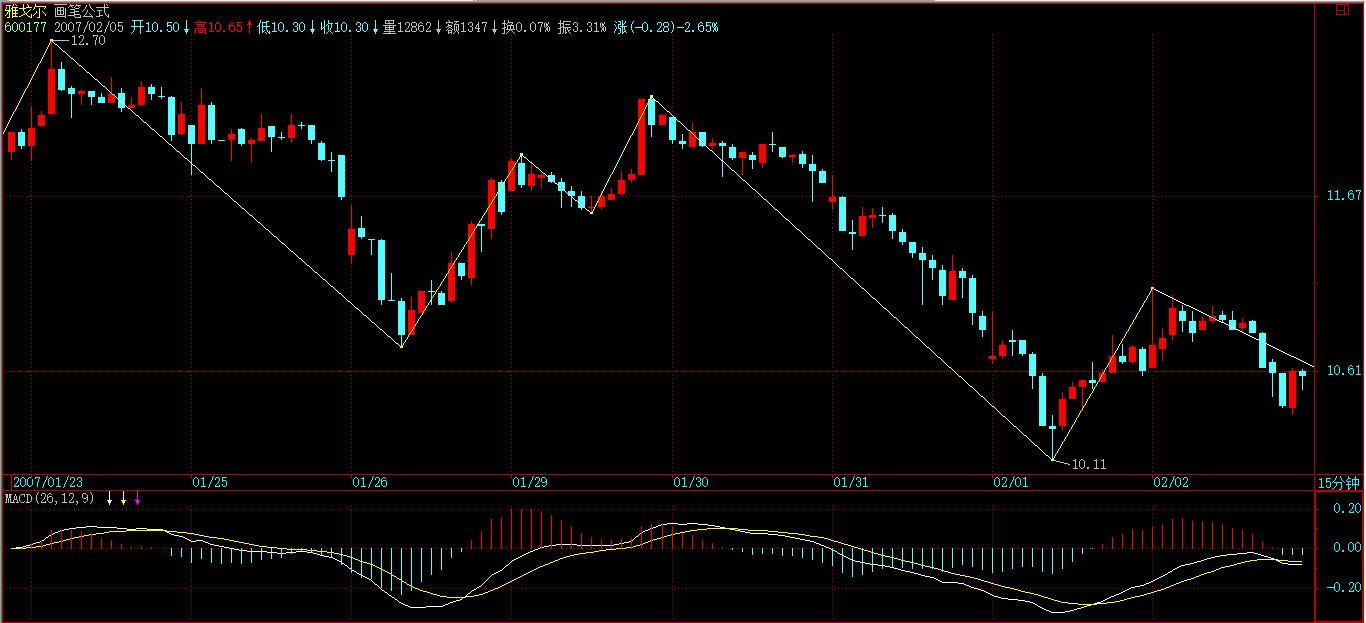 雅戈尔 画笔公式
600177 2007/02/05 开10.50↓高10.65↑低10.30↓收10.30↓量12862↓额1347↓换0.07% 振3.31% 涨(-0.28)-2.65%
12.70
11.67
10.61
10.11
2007/01/23 01/25 01/26 01/29 01/30 01/31 02/01 02/02 15分钟
MACD(26,12,9) ↓ ↓ ↓
0.20
0.00
-0.20